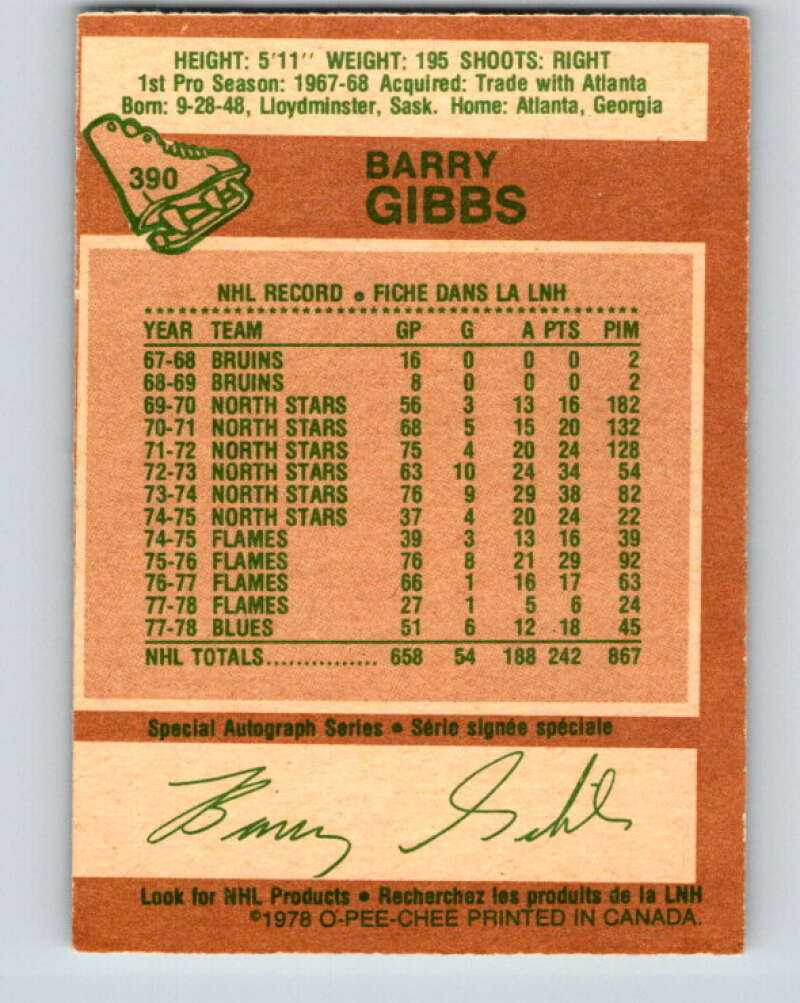 HEIGHT: 5'11'' WEIGHT: 195 SHOOTS: RIGHT
1st Pro Season: 1967-68 Acquired: Trade with Atlanta
Born: 9-28-48, Lloydminster, Sask. Home: Atlanta, Georgia
390
BARRY
GIBBS
NHL RECORD • FICHE DANS LA LNH
YEAR TEAM GP G A PTS PIM
67-68 BRUINS 16 0 0 0 2
68-69 BRUINS 8 0 0 0 2
69-70 NORTH STARS 56 3 13 16 182
70-71 NORTH STARS 68 5 15 20 132
71-72 NORTH STARS 75 4 20 24 128
72-73 NORTH STARS 63 10 24 34 54
73-74 NORTH STARS 76 9 29 38 82
74-75 NORTH STARS 37 4 20 24 22
74-75 FLAMES 39 3 13 16 39
75-76 FLAMES 76 8 21 29 92
76-77 FLAMES 66 1 16 17 63
77-78 FLAMES 27 1 5 6 24
77-78 BLUES 51 6 12 18 45
NHL TOTALS............... 658 54 188 242 867
Special Autograph Series • Série signée spéciale
Barry Gibbs
Look for NHL Products • Recherchez les produits de la LNH
©1978 O-PEE-CHEE PRINTED IN CANADA.